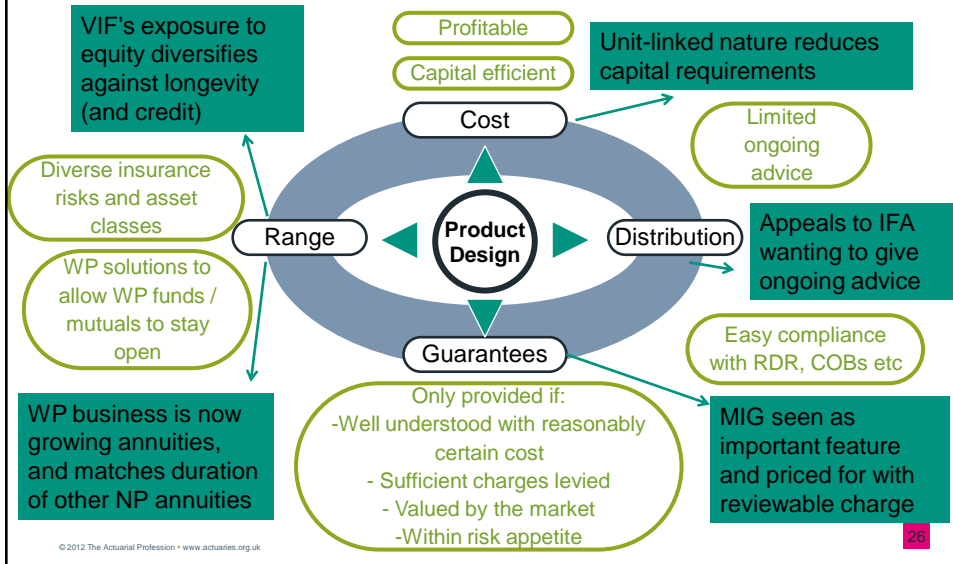 VIF's exposure to
equity diversifies
against longevity
(and credit)
Profitable
Capital efficient
Unit-linked nature reduces
capital requirements
Cost
Limited
ongoing
advice
Diverse insurance
risks and asset
classes
Range
Product
Design
Distribution
Appeals to IFA
wanting to give
ongoing advice
WP solutions to
allow WP funds /
mutuals to stay
open
Guarantees
Easy compliance
with RDR, COBs etc
WP business is now
growing annuities,
and matches duration
of other NP annuities
Only provided if:
-Well understood with reasonably
certain cost
- Sufficient charges levied
- Valued by the market
-Within risk appetite
MIG seen as
important feature
and priced for with
reviewable charge
© 2012 The Actuarial Profession • www.actuaries.org.uk
26